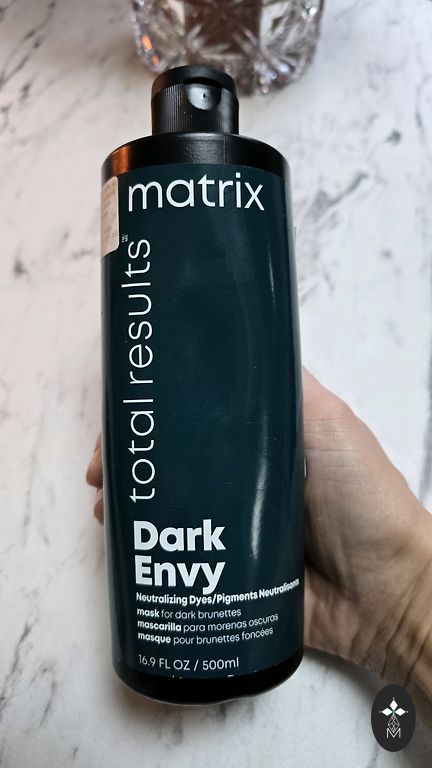 matrix
total results
Dark
Envy
Neutralizing Dyes/Pigments Neutralisants
mask for dark brunettes
mascarilla para morenas oscuras
masque pour brunettes foncées
16.9 FL OZ / 500ml
M